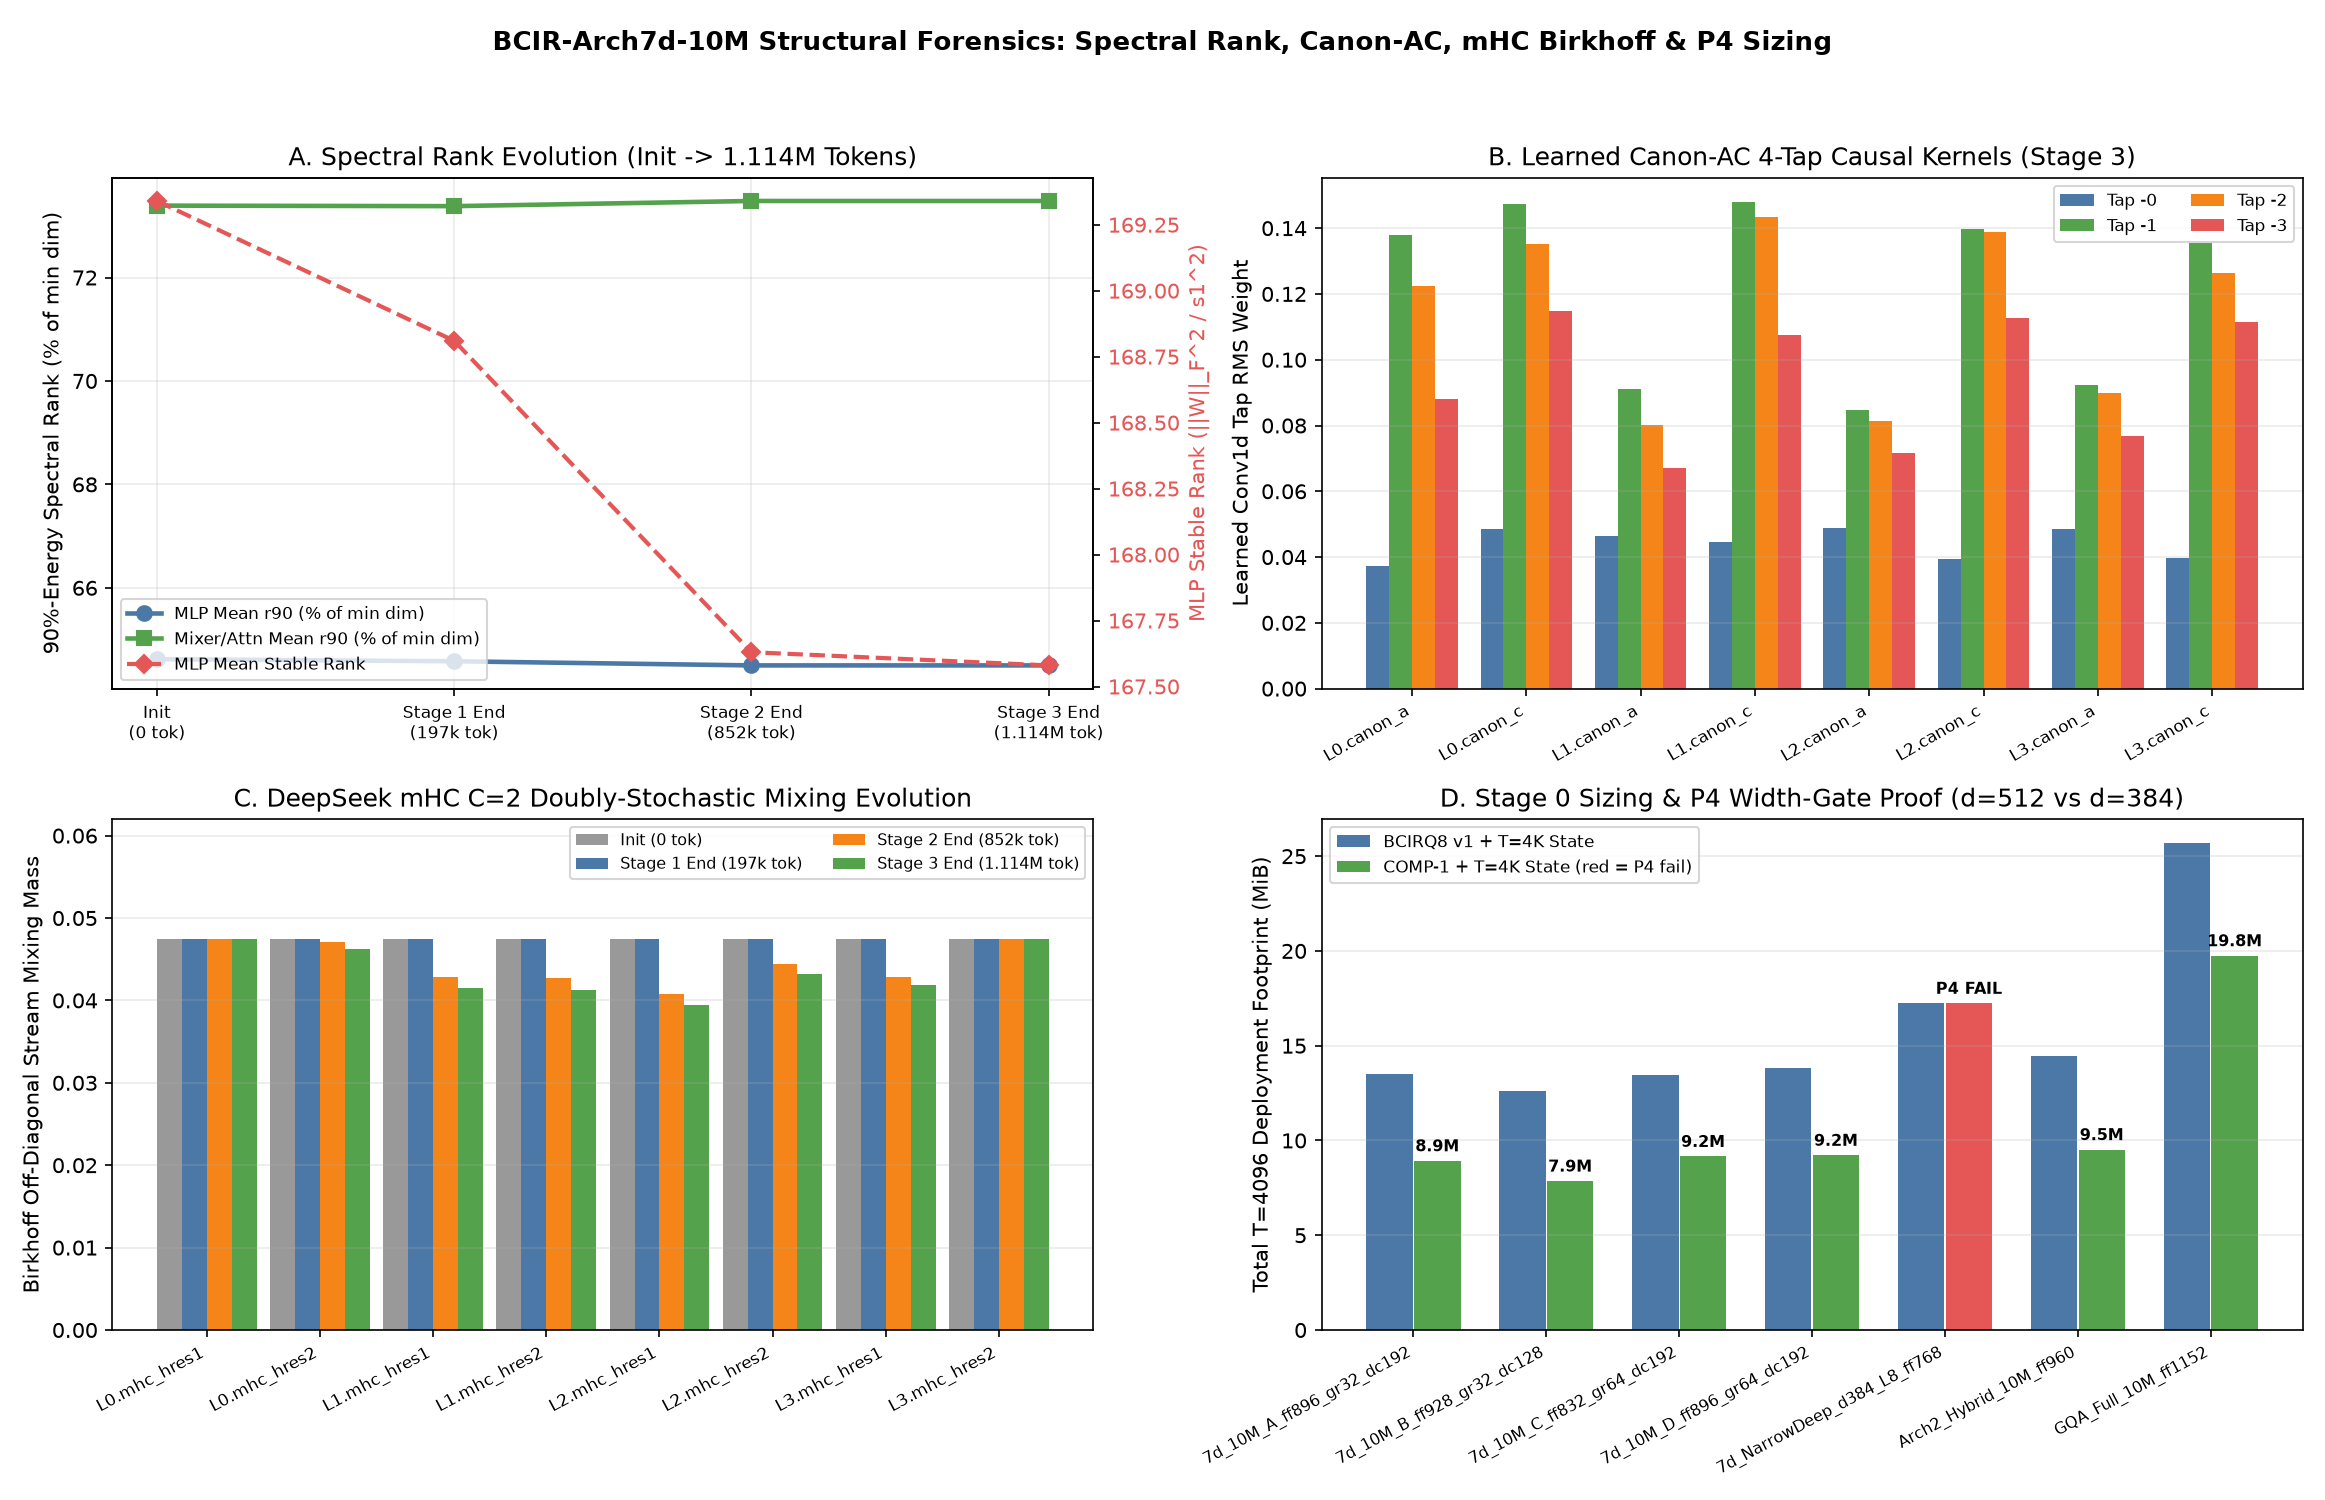 BCIR-Arch7d-10M Structural Forensics: Spectral Rank, Canon-AC, mHC Birkhoff & P4 Sizing
A. Spectral Rank Evolution (Init -> 1.114M Tokens)
90%-Energy Spectral Rank (% of min dim)
72
70
68
66
MLP Stable Rank (||W||_F^2 / s1^2)
169.25
169.00
168.75
168.50
168.25
168.00
167.75
167.50
MLP Mean r90 (% of min dim)
Mixer/Attn Mean r90 (% of min dim)
MLP Mean Stable Rank
Init
(0 tok)
Stage 1 End
(197k tok)
Stage 2 End
(852k tok)
Stage 3 End
(1.114M tok)
B. Learned Canon-AC 4-Tap Causal Kernels (Stage 3)
Learned Conv1d Tap RMS Weight
0.14
0.12
0.10
0.08
0.06
0.04
0.02
0.00
Tap -0
Tap -1
Tap -2
Tap -3
L0.canon_a
L0.canon_c
L1.canon_a
L1.canon_c
L2.canon_a
L2.canon_c
L3.canon_a
L3.canon_c
C. DeepSeek mHC C=2 Doubly-Stochastic Mixing Evolution
Birkhoff Off-Diagonal Stream Mixing Mass
0.06
0.05
0.04
0.03
0.02
0.01
0.00
Init (0 tok)
Stage 1 End (197k tok)
Stage 2 End (852k tok)
Stage 3 End (1.114M tok)
L0.mhc_hres1
L0.mhc_hres2
L1.mhc_hres1
L1.mhc_hres2
L2.mhc_hres1
L2.mhc_hres2
L3.mhc_hres1
L3.mhc_hres2
D. Stage 0 Sizing & P4 Width-Gate Proof (d=512 vs d=384)
Total T=4096 Deployment Footprint (MiB)
25
20
15
10
5
0
BCIRQ8 v1 + T=4K State
COMP-1 + T=4K State (red = P4 fail)
8.9M
7.9M
9.2M
9.2M
P4 FAIL
9.5M
19.8M
7d_10M_A_ff896_gr32_dc192
7d_10M_B_ff928_gr32_dc128
7d_10M_C_ff832_gr64_dc192
7d_10M_D_ff896_gr64_dc192
7d_NarrowDeep_d384_L8_ff768
Arch2_Hybrid_10M_ff960
GQA_Full_10M_ff1152